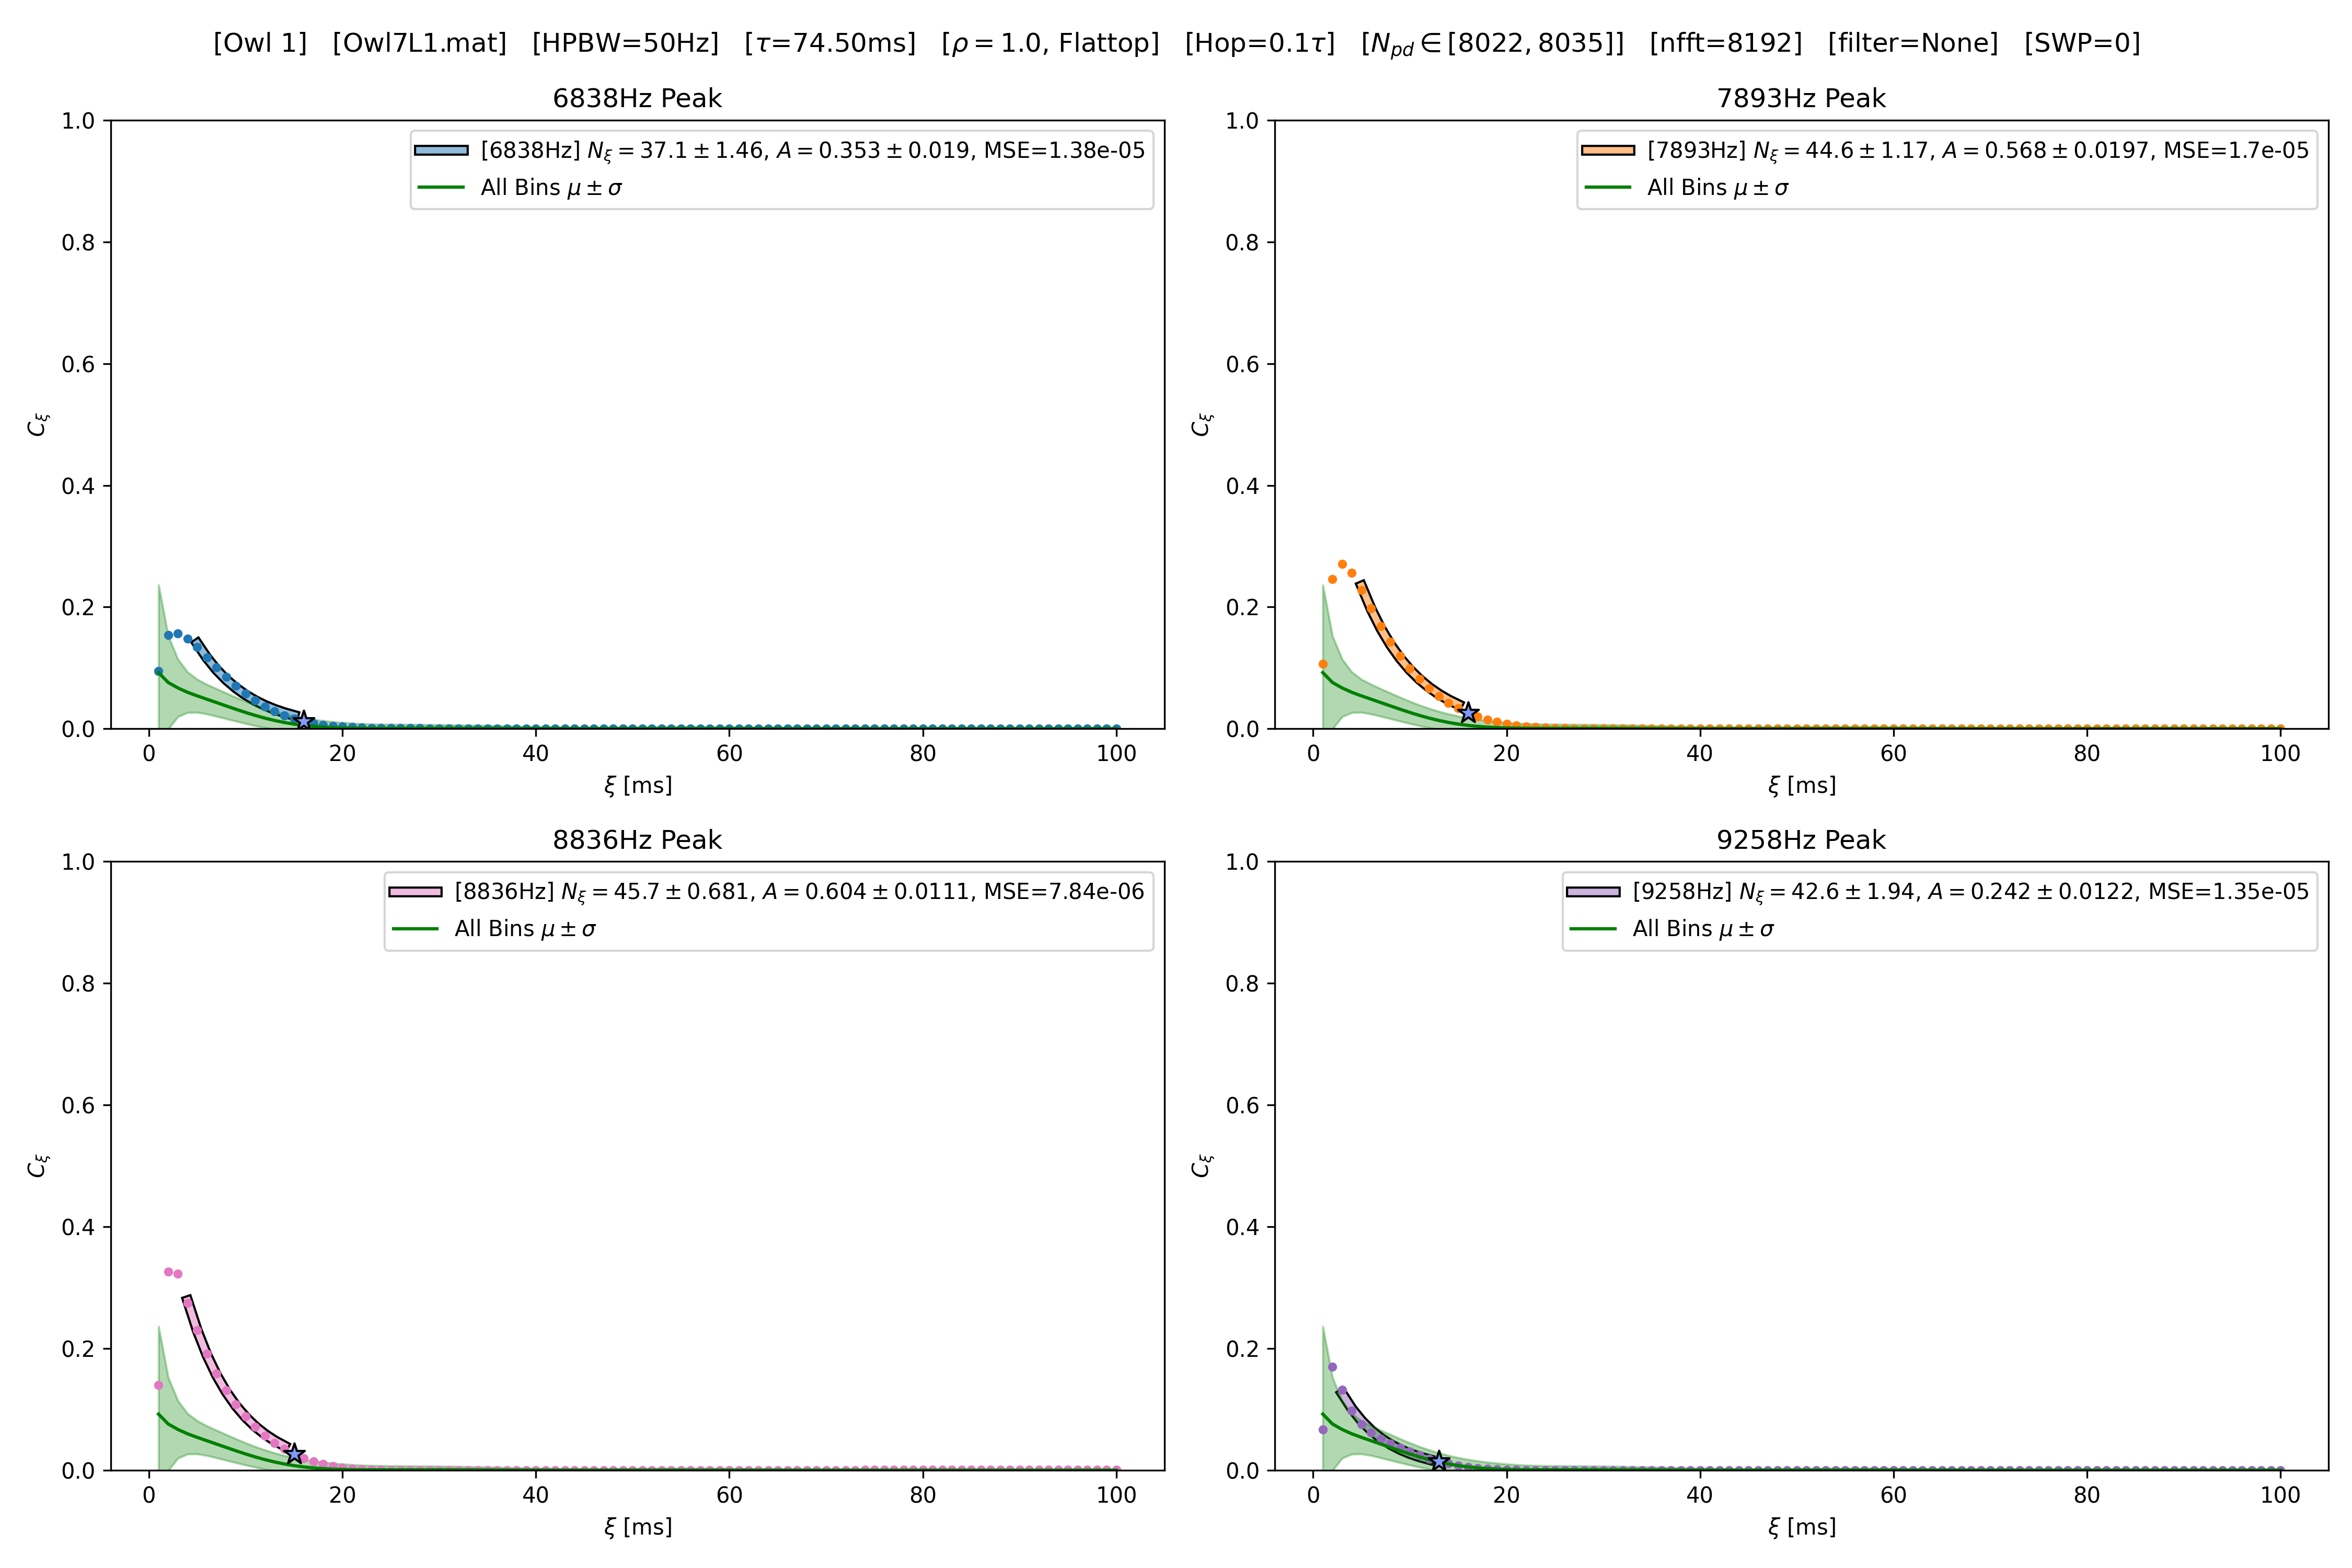 [Owl 1] [Owl7L1.mat] [HPBW=50Hz] [τ=74.50ms] [ρ = 1.0, Flattop] [Hop=0.1τ] [N_pd ∈ [8022, 8035]] [nfft=8192] [filter=None] [SWP=0]
6838Hz Peak
[6838Hz] N_ξ = 37.1 ± 1.46, A = 0.353 ± 0.019, MSE=1.38e-05
All Bins μ ± σ
1.0
0.8
0.6
0.4
0.2
0.0
C_ξ
0 20 40 60 80 100
ξ [ms]
7893Hz Peak
[7893Hz] N_ξ = 44.6 ± 1.17, A = 0.568 ± 0.0197, MSE=1.7e-05
All Bins μ ± σ
1.0
0.8
0.6
0.4
0.2
0.0
C_ξ
0 20 40 60 80 100
ξ [ms]
8836Hz Peak
[8836Hz] N_ξ = 45.7 ± 0.681, A = 0.604 ± 0.0111, MSE=7.84e-06
All Bins μ ± σ
1.0
0.8
0.6
0.4
0.2
0.0
C_ξ
0 20 40 60 80 100
ξ [ms]
9258Hz Peak
[9258Hz] N_ξ = 42.6 ± 1.94, A = 0.242 ± 0.0122, MSE=1.35e-05
All Bins μ ± σ
1.0
0.8
0.6
0.4
0.2
0.0
C_ξ
0 20 40 60 80 100
ξ [ms]